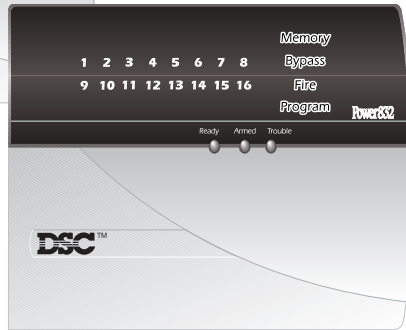 Memory
1 2 3 4 5 6 7 8 Bypass
9 10 11 12 13 14 15 16 Fire
Program Power832
Ready Armed Trouble
DSC™